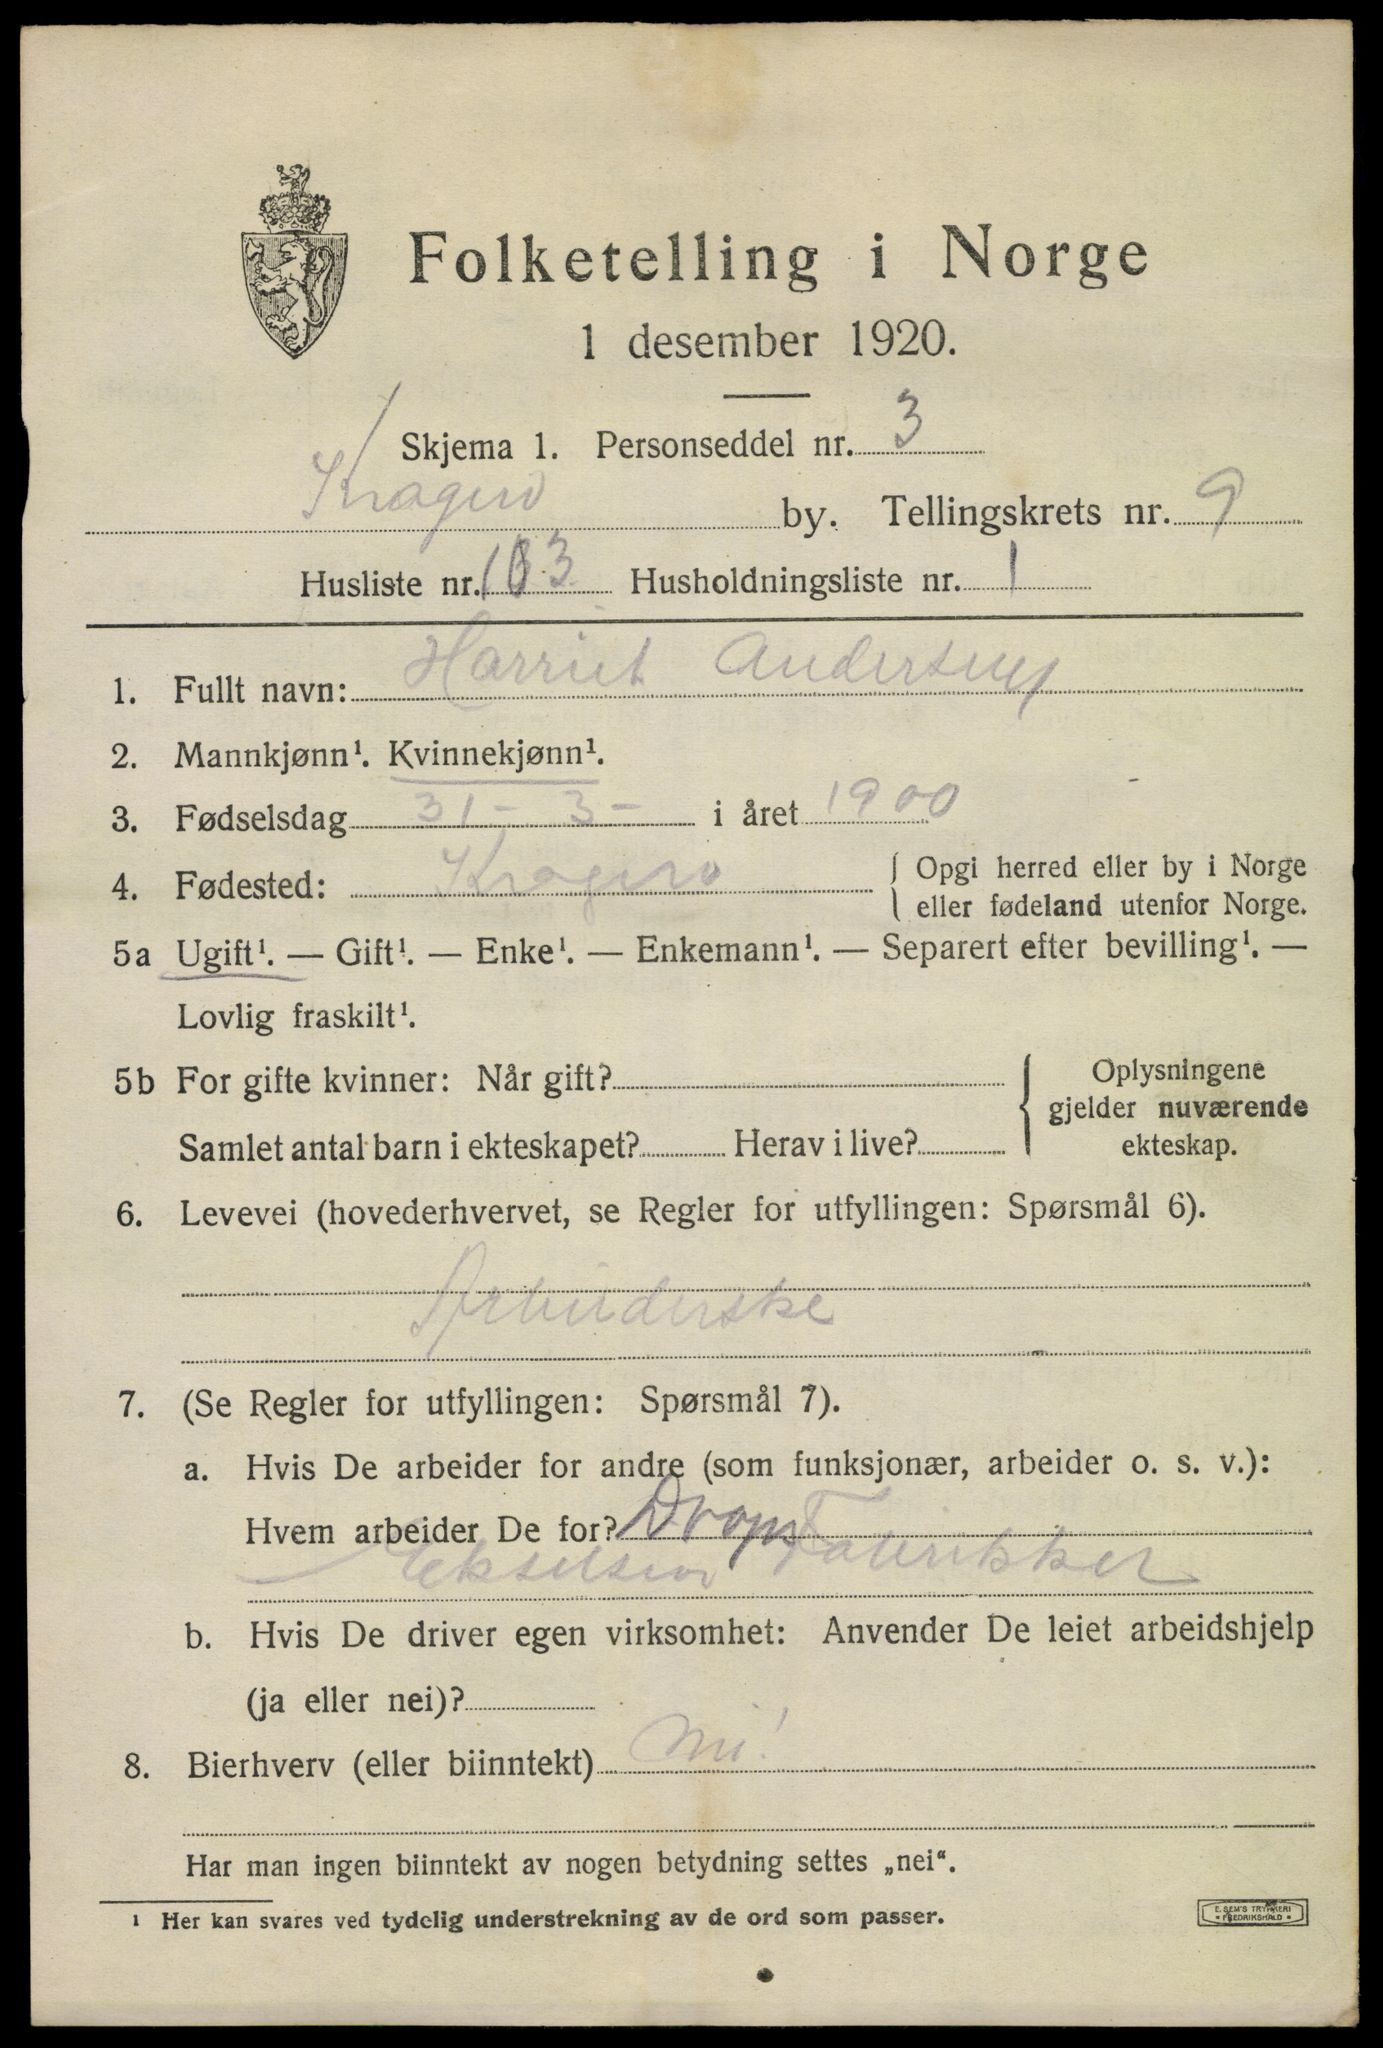 Folketelling i Norge
1 desember 1920.
Skjema 1. Personseddel nr. 3
Kragerø by. Tellingskrets nr. 9
Husliste nr. 103 Husholdningsliste nr. 1
1. Fullt navn: Harriet Andersen
2. Mannkjønn¹. Kvinnekjønn¹.
3. Fødselsdag 31 - 3 - i året 1900
4. Fødested: Kragerø { Opgi herred eller by i Norge
eller fødeland utenfor Norge.
5a Ugift¹. — Gift¹. — Enke¹. — Enkemann¹. — Separert efter bevilling¹. —
Lovlig fraskilt¹.
5b For gifte kvinner: Når gift? { Oplysningene
gjelder nuværende
Samlet antal barn i ekteskapet? Herav i live? ekteskap.
6. Levevei (hovederhvervet, se Regler for utfyllingen: Spørsmål 6).
Arbeiderske
7. (Se Regler for utfyllingen: Spørsmål 7).
a. Hvis De arbeider for andre (som funksjonær, arbeider o. s. v.):
Hvem arbeider De for? Drops
Ekselsior Fabrikker
b. Hvis De driver egen virksomhet: Anvender De leiet arbeidshjelp
(ja eller nei)?
8. Bierhverv (eller biinntekt) Nei!
Har man ingen biinntekt av nogen betydning settes „nei“.
¹ Her kan svares ved tydelig understrekning av de ord som passer.
E. SEM'S TRYKKERI
* FREDRIKSHALD *